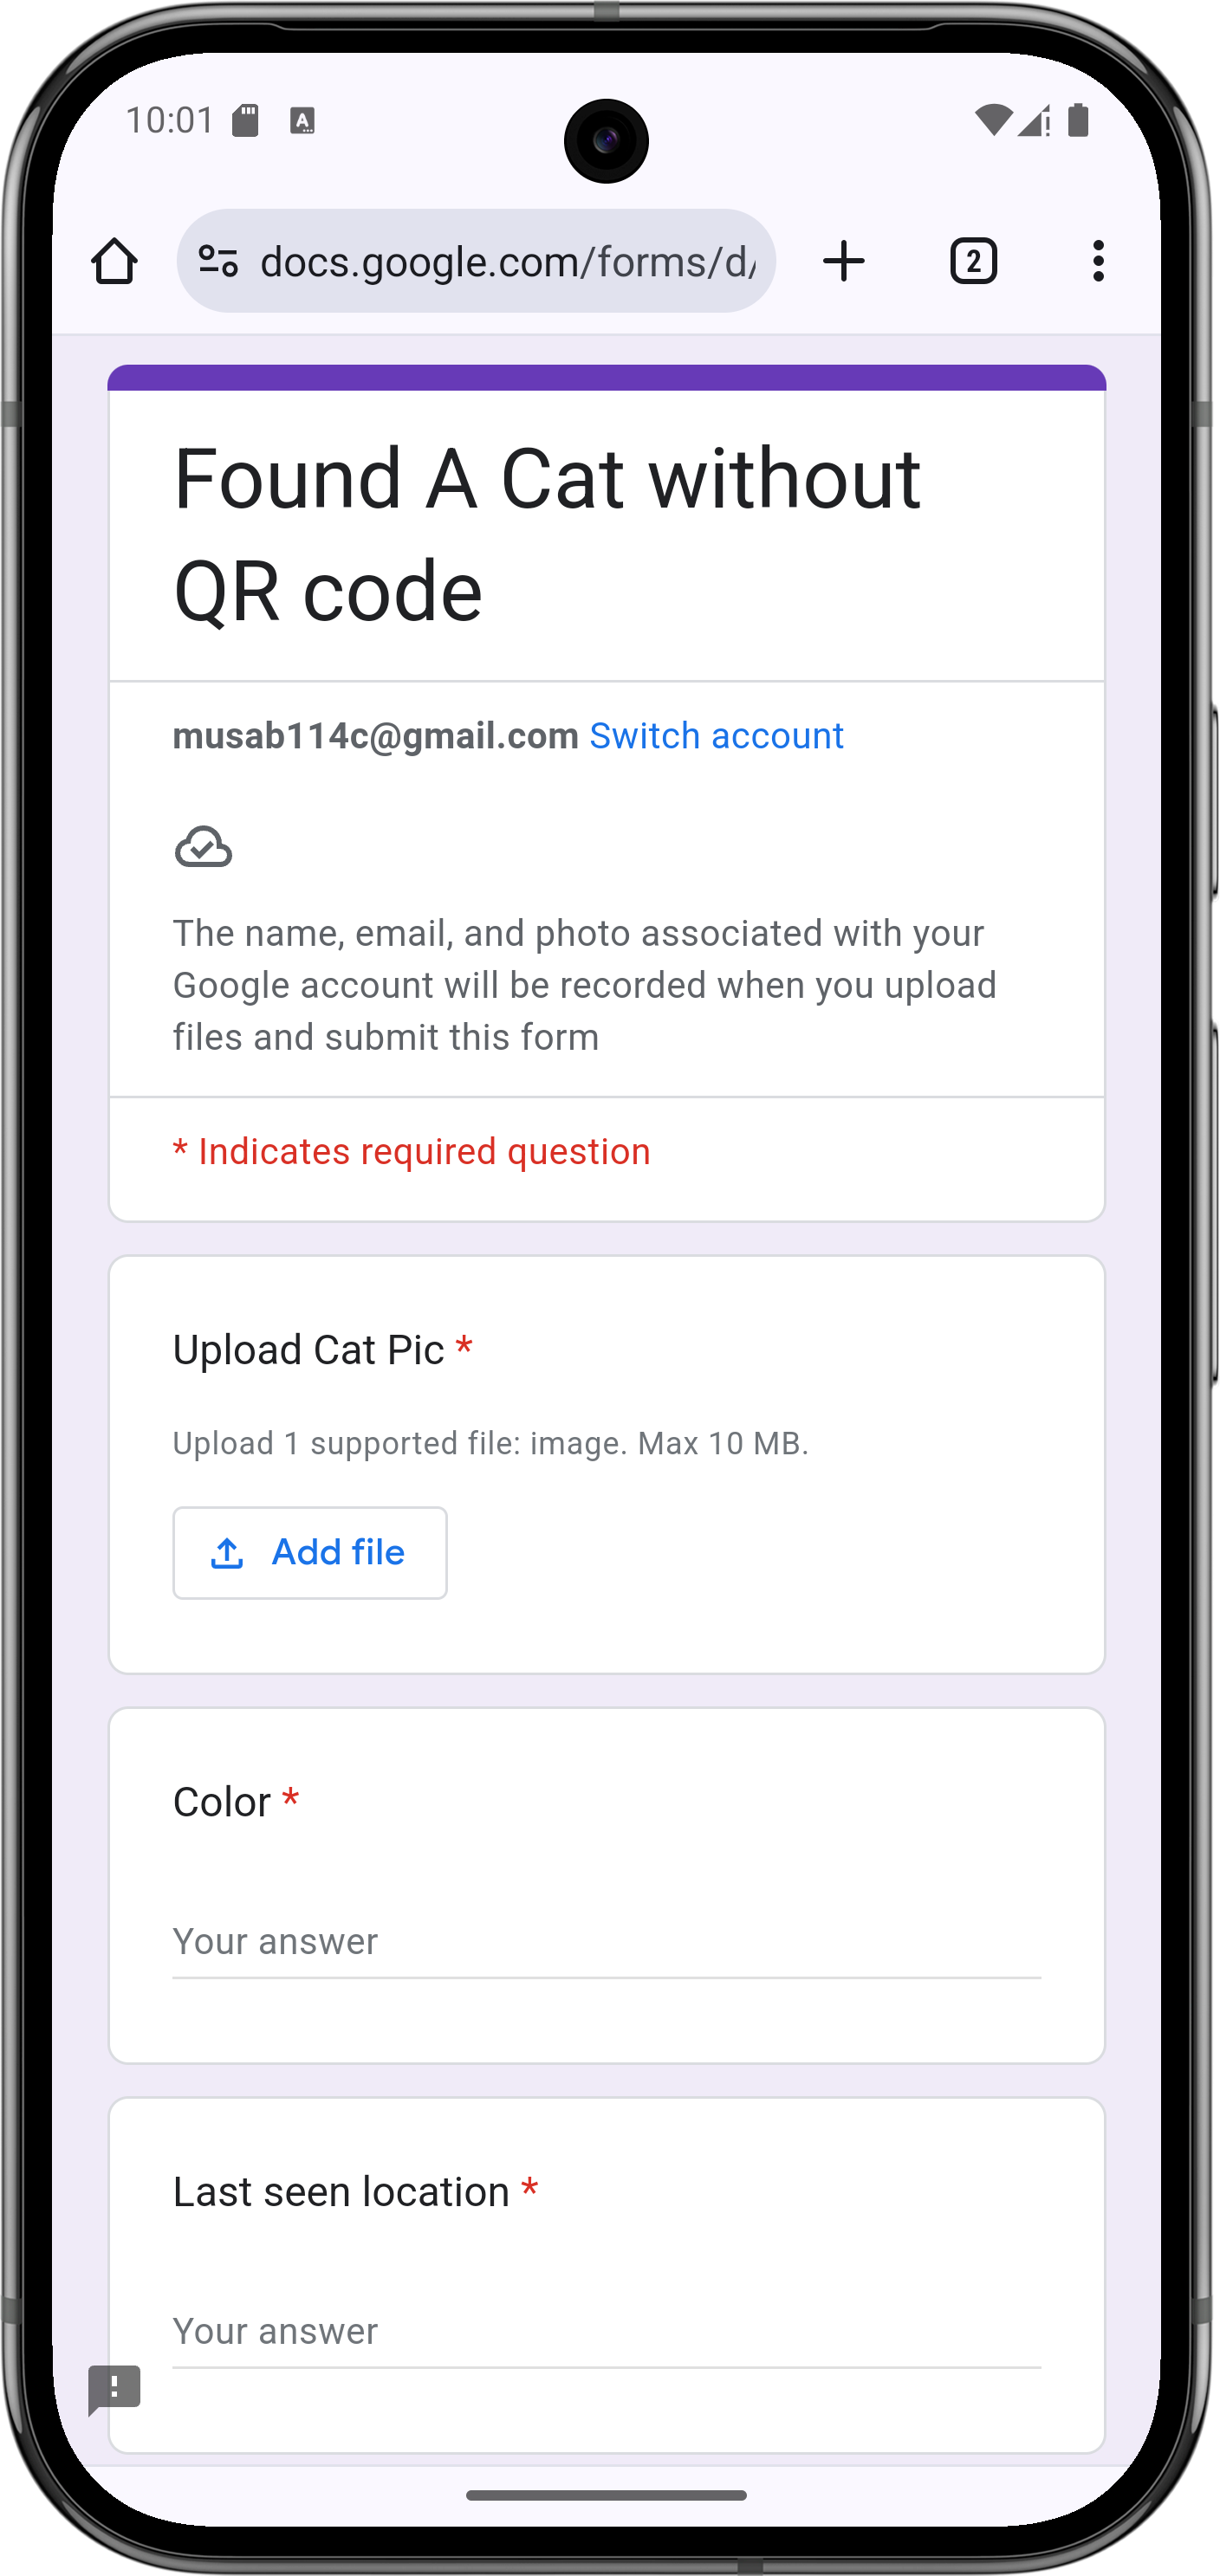 10:01
docs.google.com/forms/d/
2
Found A Cat without
QR code
musab114c@gmail.com Switch account
The name, email, and photo associated with your
Google account will be recorded when you upload
files and submit this form
* Indicates required question
Upload Cat Pic *
Upload 1 supported file: image. Max 10 MB.
Add file
Color *
Your answer
Last seen location *
Your answer